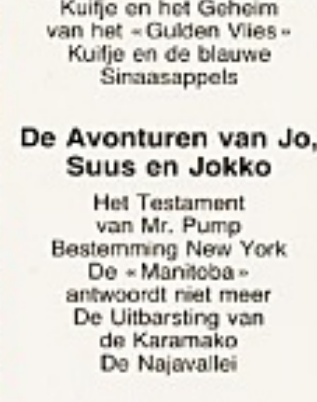 Kuifje en het Geheim
van het «Gulden Vlies»
Kuifje en de blauwe
Sinaasappels
De Avonturen van Jo,
Suus en Jokko
Het Testament
van Mr. Pump
Bestemming New York
De «Manitoba»
antwoordt niet meer
De Uitbarsting van
de Karamako
De Najavallei